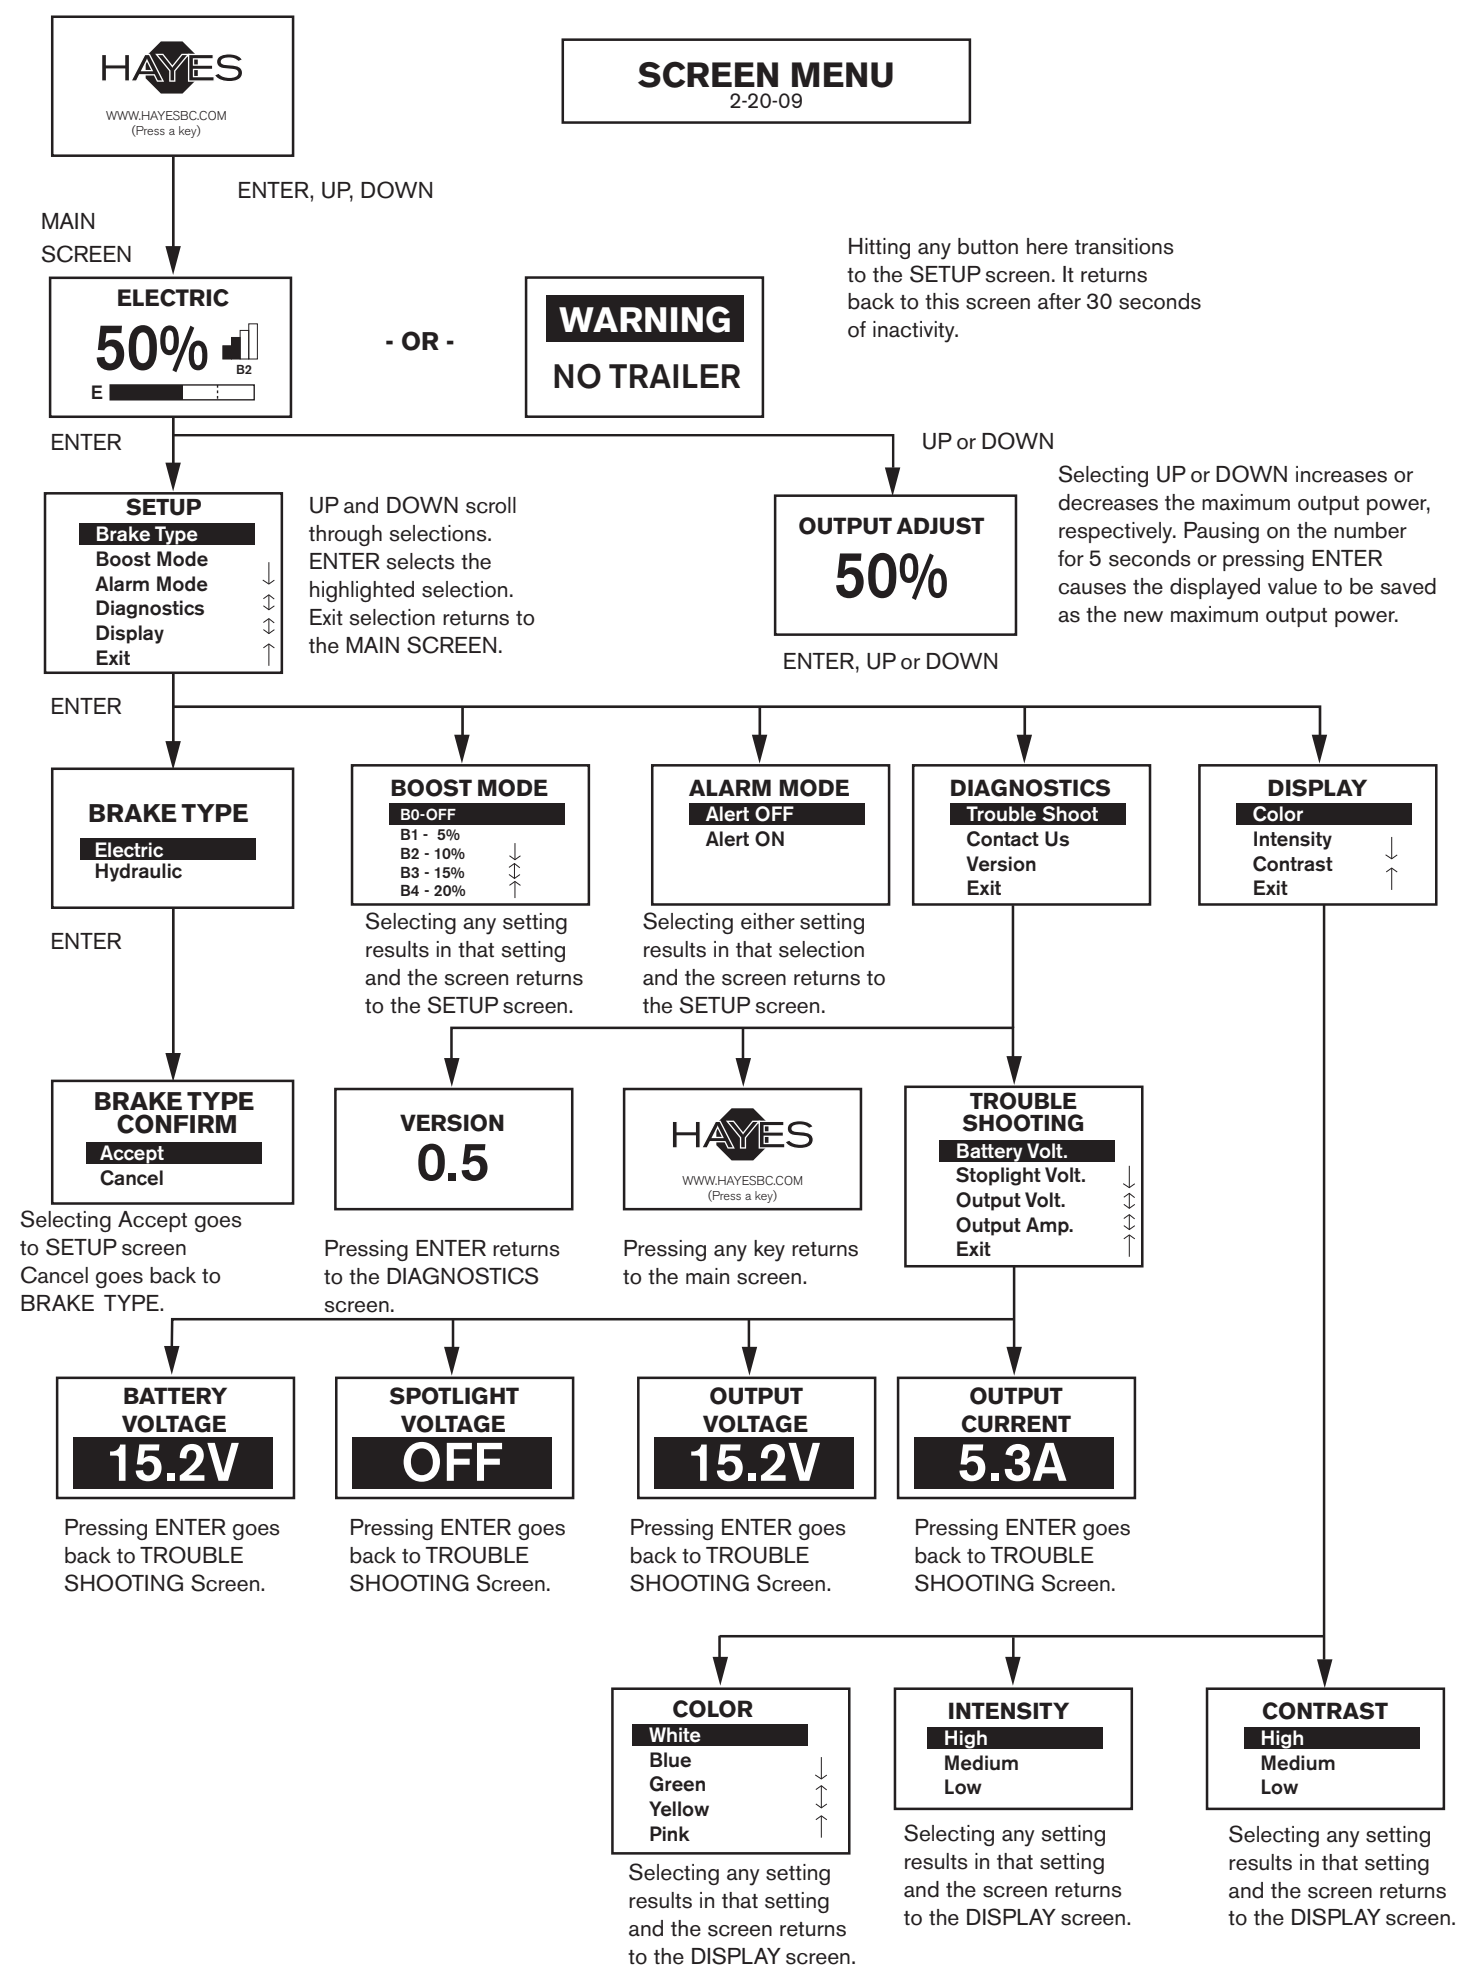 HAYES
WWW.HAYESBC.COM
(Press a key)
SCREEN MENU
2-20-09
ENTER, UP, DOWN
MAIN
SCREEN
ELECTRIC
50%
B2
E
- OR -
WARNING
NO TRAILER
Hitting any button here transitions
to the SETUP screen. It returns
back to this screen after 30 seconds
of inactivity.
ENTER
UP or DOWN
SETUP
Brake Type
Boost Mode
Alarm Mode
Diagnostics
Display
Exit
UP and DOWN scroll
through selections.
ENTER selects the
highlighted selection.
Exit selection returns to
the MAIN SCREEN.
OUTPUT ADJUST
50%
ENTER, UP or DOWN
Selecting UP or DOWN increases or
decreases the maximum output power,
respectively. Pausing on the number
for 5 seconds or pressing ENTER
causes the displayed value to be saved
as the new maximum output power.
ENTER
BRAKE TYPE
Electric
Hydraulic
BOOST MODE
B0-OFF
B1 - 5%
B2 - 10%
B3 - 15%
B4 - 20%
Selecting any setting
results in that setting
and the screen returns
to the SETUP screen.
ALARM MODE
Alert OFF
Alert ON
Selecting either setting
results in that selection
and the screen returns to
the SETUP screen.
DIAGNOSTICS
Trouble Shoot
Contact Us
Version
Exit
DISPLAY
Color
Intensity
Contrast
Exit
ENTER
BRAKE TYPE
CONFIRM
Accept
Cancel
Selecting Accept goes
to SETUP screen
Cancel goes back to
BRAKE TYPE.
VERSION
0.5
Pressing ENTER returns
to the DIAGNOSTICS
screen.
HAYES
WWW.HAYESBC.COM
(Press a key)
Pressing any key returns
to the main screen.
TROUBLE
SHOOTING
Battery Volt.
Stoplight Volt.
Output Volt.
Output Amp.
Exit
BATTERY
VOLTAGE
15.2V
Pressing ENTER goes
back to TROUBLE
SHOOTING Screen.
SPOTLIGHT
VOLTAGE
OFF
Pressing ENTER goes
back to TROUBLE
SHOOTING Screen.
OUTPUT
VOLTAGE
15.2V
Pressing ENTER goes
back to TROUBLE
SHOOTING Screen.
OUTPUT
CURRENT
5.3A
Pressing ENTER goes
back to TROUBLE
SHOOTING Screen.
COLOR
White
Blue
Green
Yellow
Pink
Selecting any setting
results in that setting
and the screen returns
to the DISPLAY screen.
INTENSITY
High
Medium
Low
Selecting any setting
results in that setting
and the screen returns
to the DISPLAY screen.
CONTRAST
High
Medium
Low
Selecting any setting
results in that setting
and the screen returns
to the DISPLAY screen.